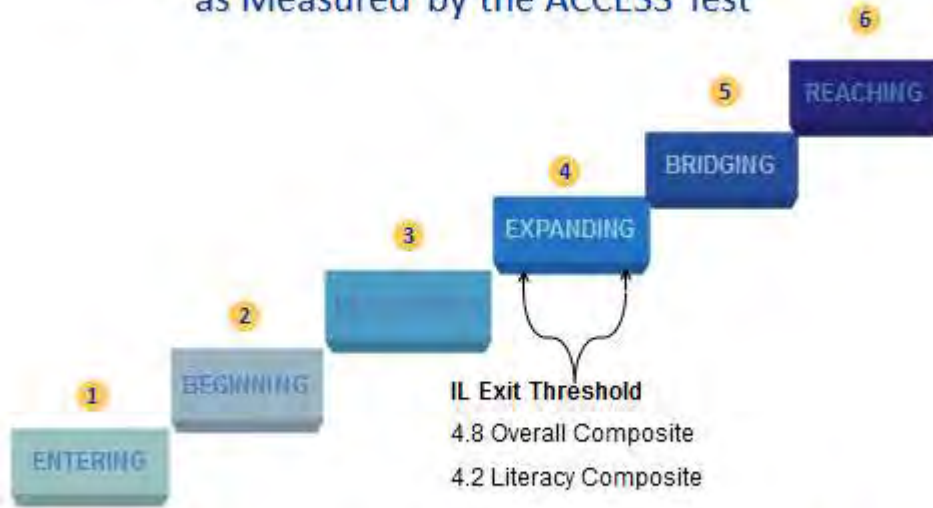 as Measured by the ACCESS Test
6
REACHING
5
BRIDGING
4
EXPANDING
3
2
BEGINNING
1
ENTERING
IL Exit Threshold
4.8 Overall Composite
4.2 Literacy Composite